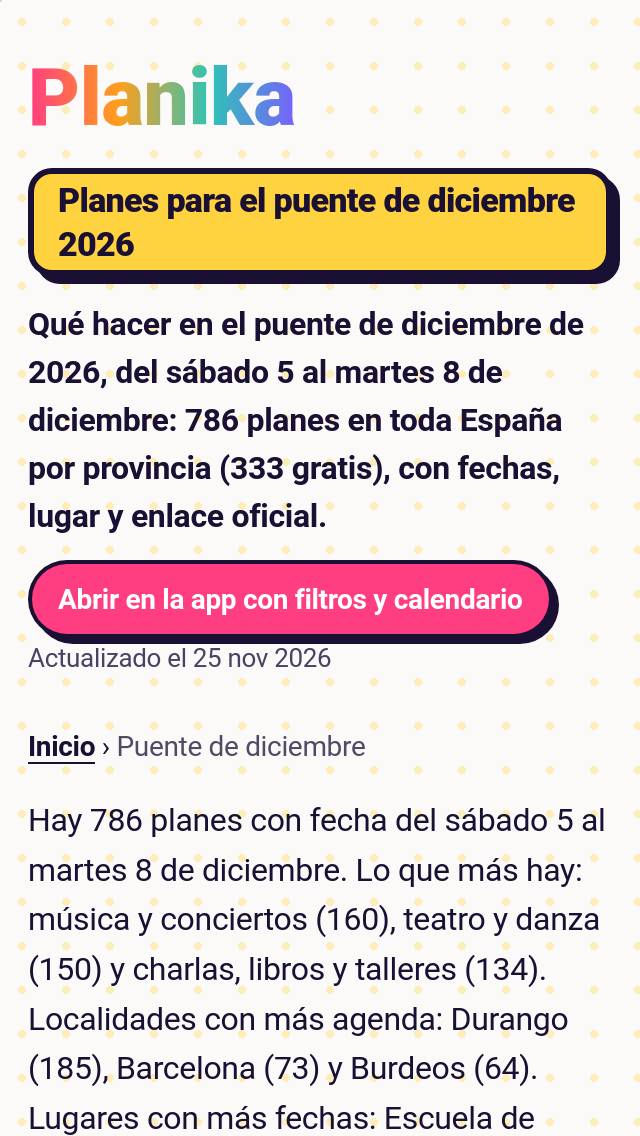 Planika
Planes para el puente de diciembre
2026
Qué hacer en el puente de diciembre de
2026, del sábado 5 al martes 8 de
diciembre: 786 planes en toda España
por provincia (333 gratis), con fechas,
lugar y enlace oficial.
Abrir en la app con filtros y calendario
Actualizado el 25 nov 2026
Inicio › Puente de diciembre
Hay 786 planes con fecha del sábado 5 al
martes 8 de diciembre. Lo que más hay:
música y conciertos (160), teatro y danza
(150) y charlas, libros y talleres (134).
Localidades con más agenda: Durango
(185), Barcelona (73) y Burdeos (64).
Lugares con más fechas: Escuela de